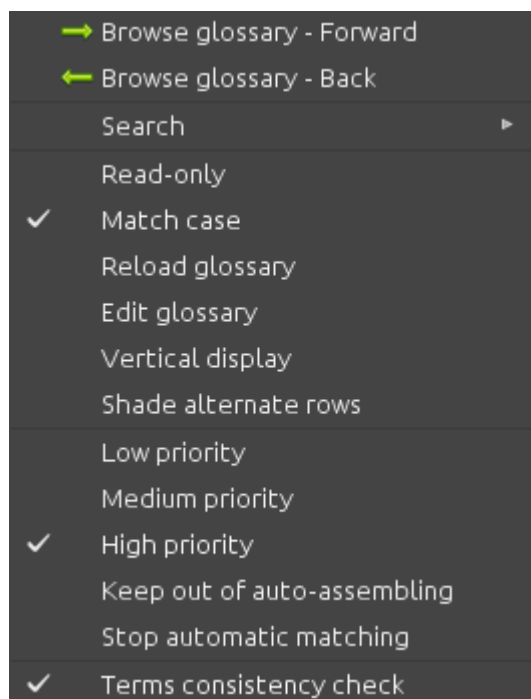 Browse glossary - Forward
Browse glossary - Back
Search
Read-only
Match case
Reload glossary
Edit glossary
Vertical display
Shade alternate rows
Low priority
Medium priority
High priority
Keep out of auto-assembling
Stop automatic matching
Terms consistency check